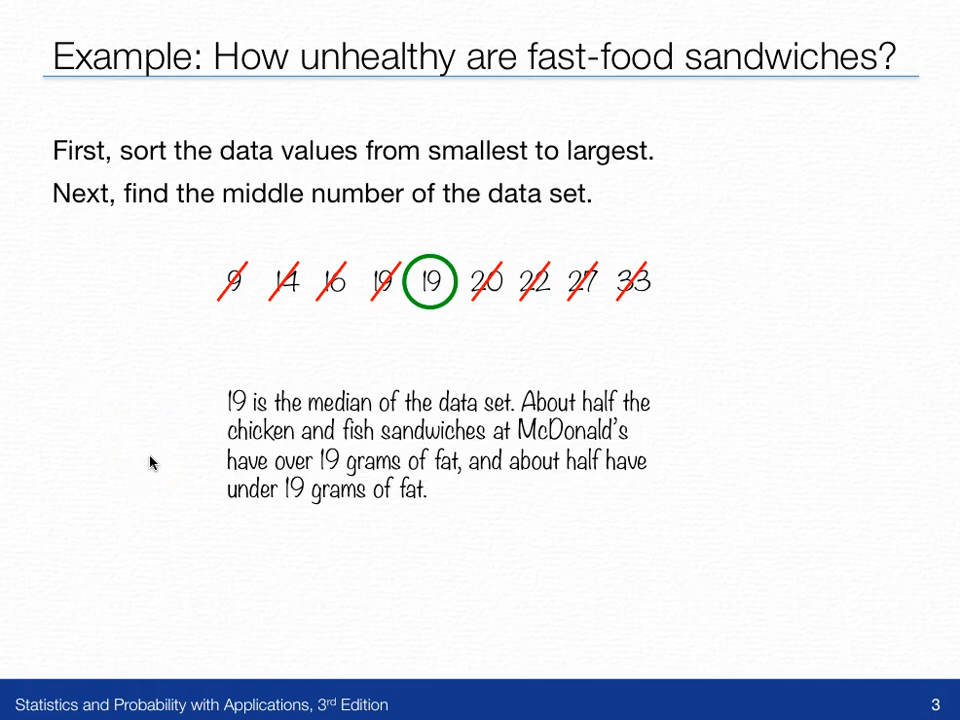 Example: How unhealthy are fast-food sandwiches?
First, sort the data values from smallest to largest.
Next, find the middle number of the data set.
9 14 16 19 19 20 22 27 33
19 is the median of the data set. About half the
chicken and fish sandwiches at McDonald's
have over 19 grams of fat, and about half have
under 19 grams of fat.
Statistics and Probability with Applications, 3rd Edition 3